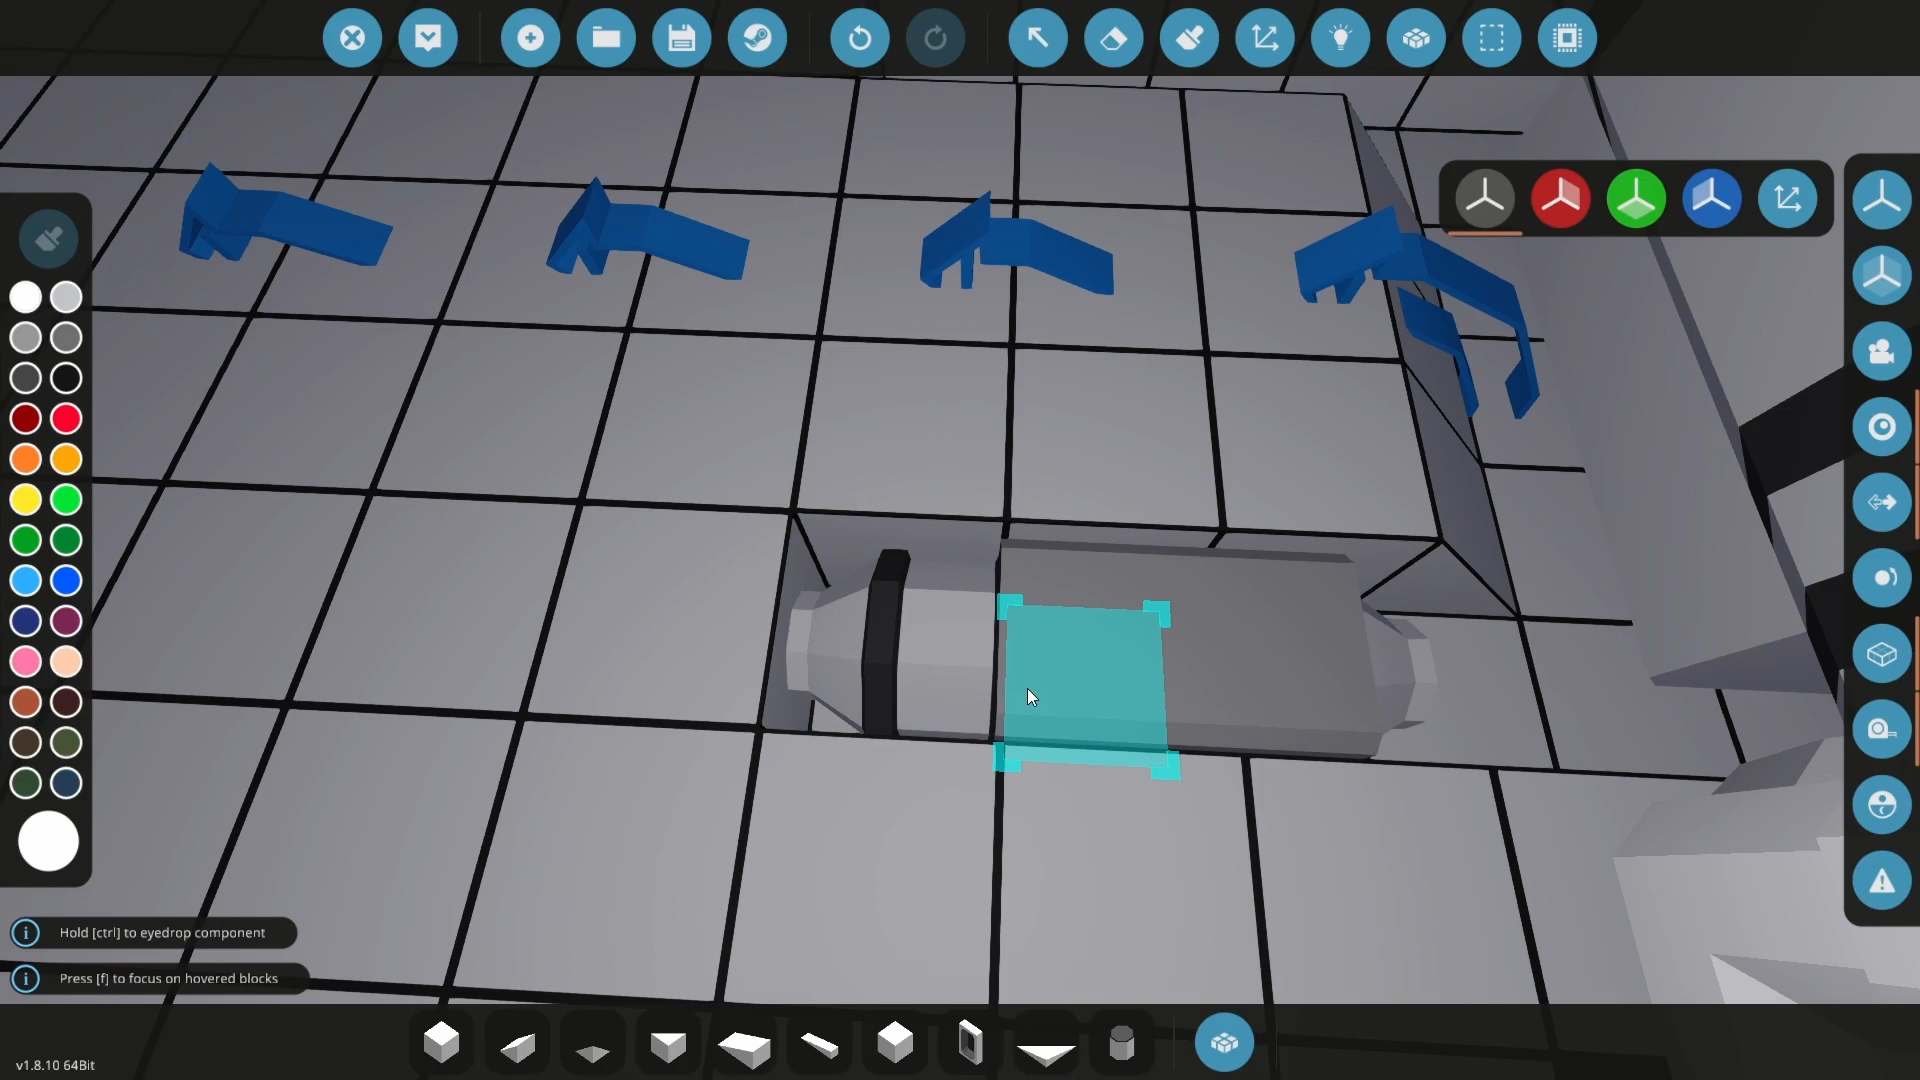 Hold [ctrl] to eyedrop component
Press [f] to focus on hovered blocks
v1.8.10 64Bit